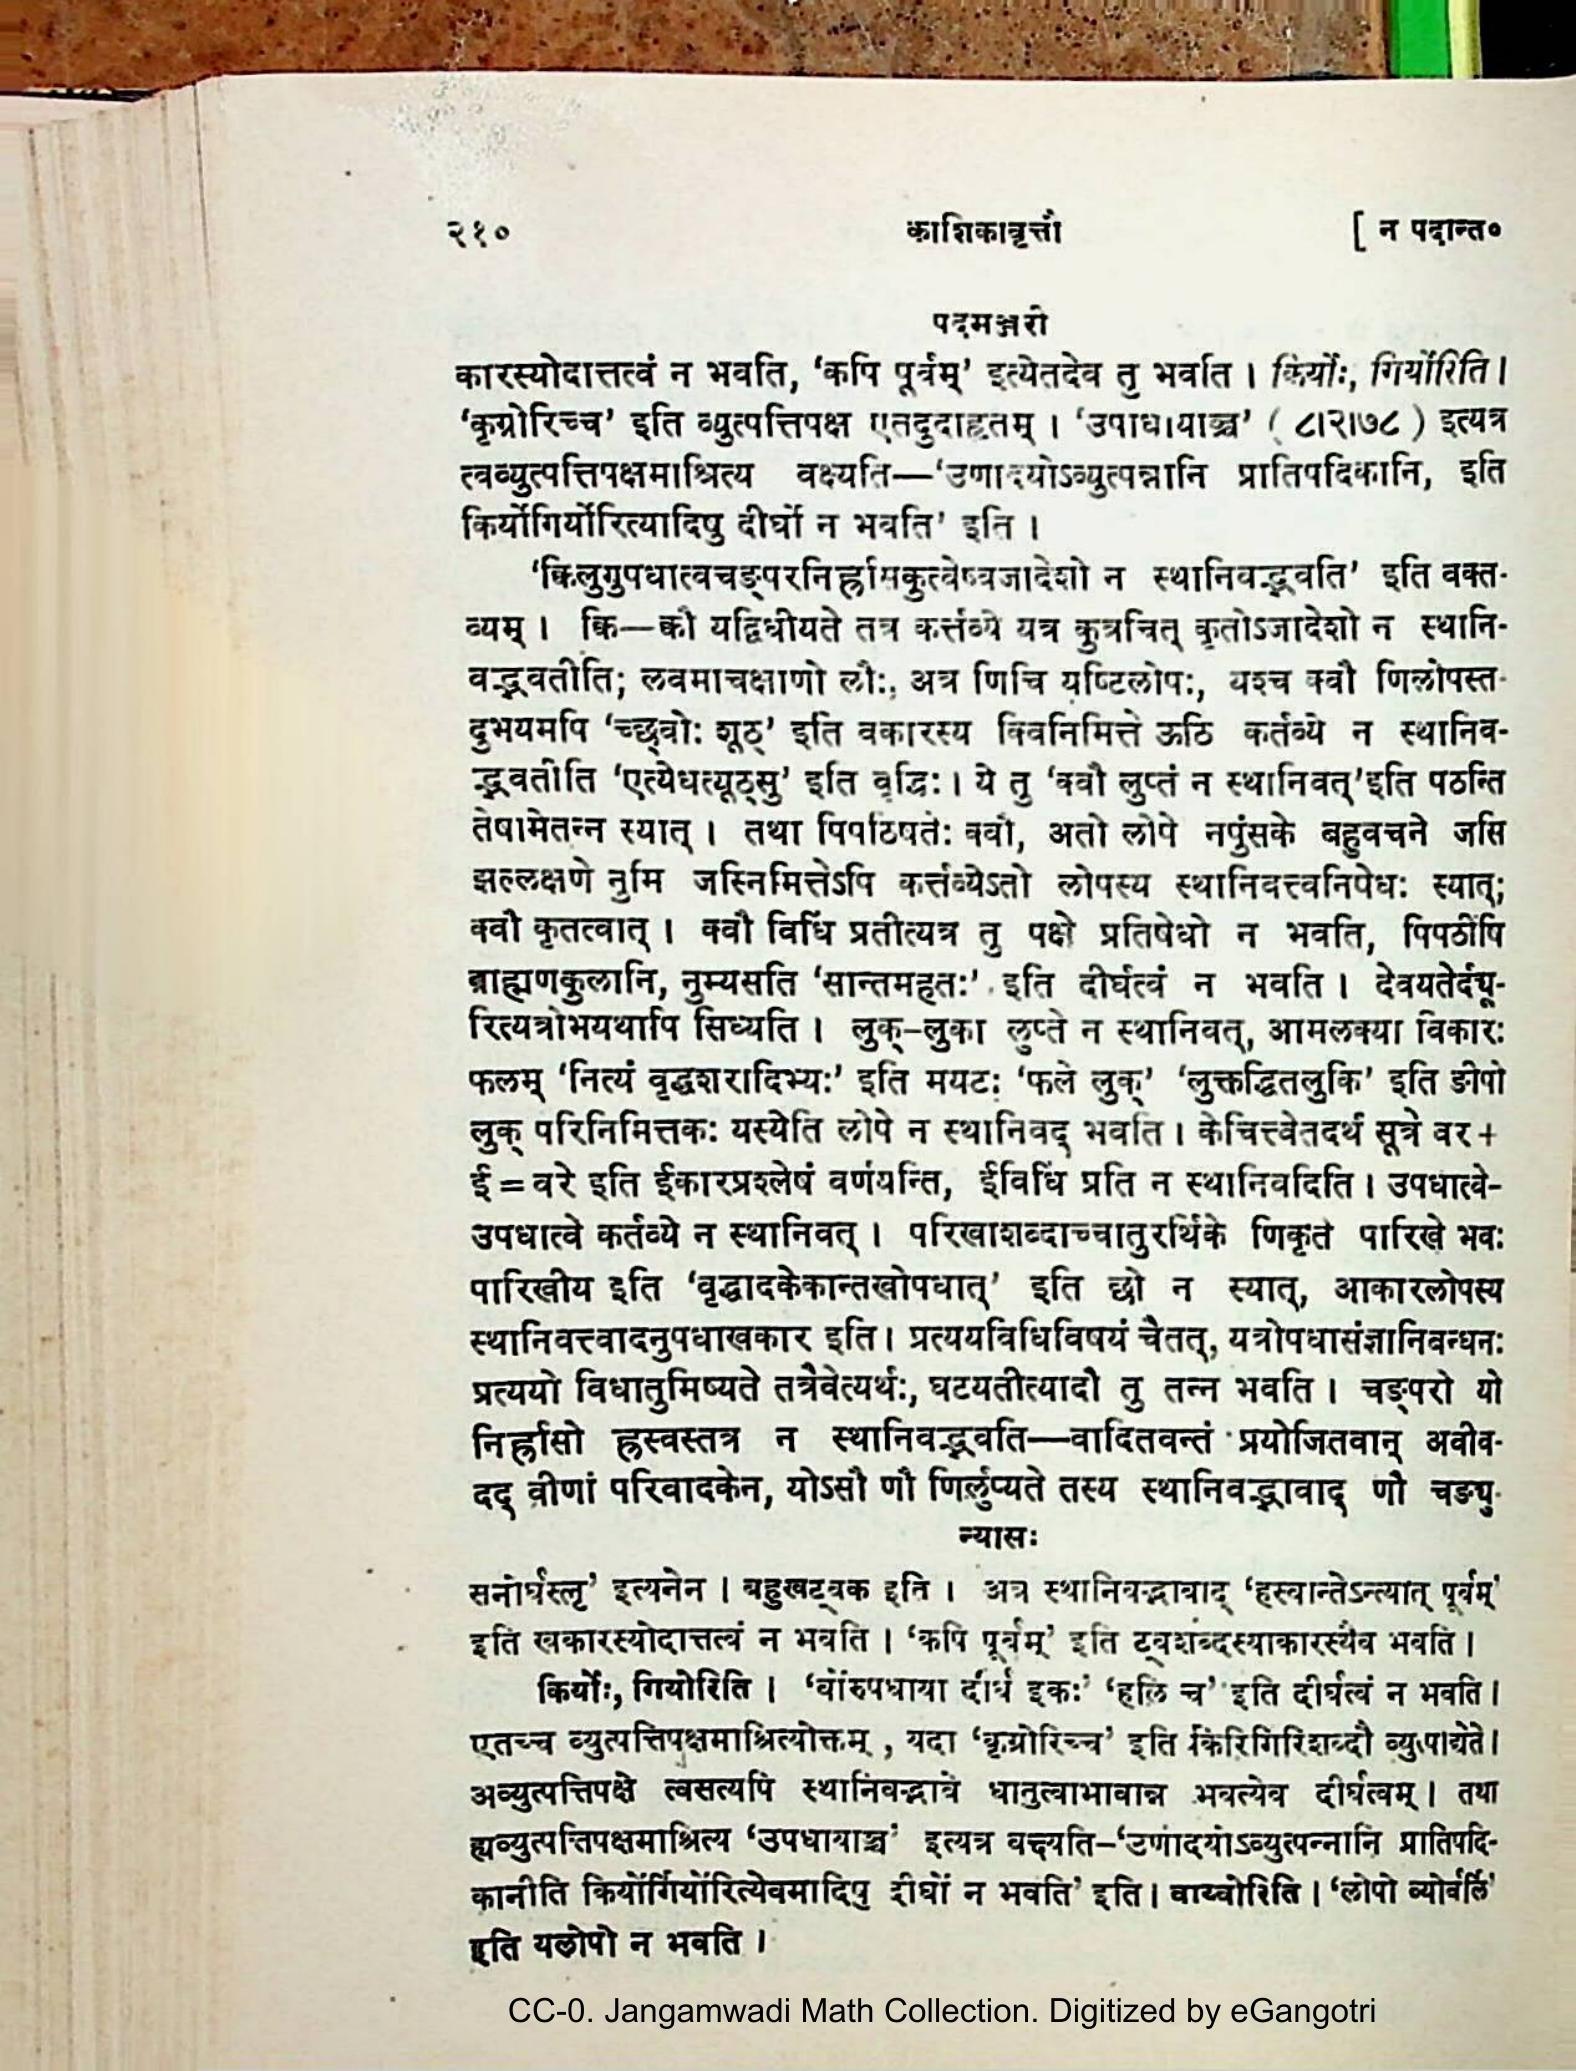 २१०
काशिकावृत्तौ
[ न पदान्त०
पदमञ्जरी
कारस्योदात्तत्वं न भवति, ‘कपि पूर्वम्’ इत्येतदेव तु भवति । किर्योः, गिर्योरिति ।
‘कॄग्रोरिच्च’ इति व्युत्पत्तिपक्ष एतदुदाहृतम् । ‘उपाधायाञ्च’ ( ८।२।७८ ) इत्यत्र
त्वव्युत्पत्तिपक्षमाश्रित्य वक्ष्यति—‘उणादयोऽव्युत्पन्नानि प्रातिपदिकानि, इति
किर्योगिर्योरित्यादिषु दीर्घो न भवति’ इति ।
‘क्विलुगुपधात्वचङ्परनिर्ह्रासकुत्वेष्वजादेशो न स्थानिवद्भवति’ इति वक्त-
व्यम् । क्वि—क्वौ यद्विधीयते तत्र कर्त्तव्ये यत्र कुत्रचित् कृतोऽजादेशो न स्थानि-
वद्भवतीति; लवमाचक्षाणो लौः, अत्र णिचि यष्टिलोपः, यश्च क्वौ णिलोपस्त-
दुभयमपि ‘च्छ्वोः शूठ्’ इति वकारस्य क्विनिमित्ते ऊठि कर्तव्ये न स्थानिव-
द्भवतीति ‘एत्येधत्यूठ्सु’ इति वृद्धिः । ये तु ‘क्वौ लुप्तं न स्थानिवत्’इति पठन्ति
तेषामेतन्न स्यात् । तथा पिपठिषतेः क्वौ, अतो लोपे नपुंसके बहुवचने जसि
झल्लक्षणे नुमि जस्निमित्तेऽपि कर्त्तव्येऽतो लोपस्य स्थानिवत्त्वनिषेधः स्यात्;
क्वौ कृतत्वात् । क्वौ विधिं प्रतीत्यत्र तु पक्षे प्रतिषेधो न भवति, पिपठींषि
ब्राह्मणकुलानि, नुम्यसति ‘सान्तमहतः’ इति दीर्घत्वं न भवति । देवयतेर्दयू-
रित्यत्रोभयथापि सिध्यति । लुक्–लुका लुप्ते न स्थानिवत्, आमलक्या विकारः
फलम् ‘नित्यं वृद्धशरादिभ्यः’ इति मयटः ‘फले लुक्’ ‘लुक्तद्धितलुकि’ इति ङीपो
लुक् परिनिमित्तकः यस्येति लोपे न स्थानिवद् भवति । केचित्त्वेतदर्थं सूत्रे वर +
ई = वरे इति ईकारप्रश्लेषं वर्णयन्ति, ईविधिं प्रति न स्थानिवदिति । उपधात्वे–
उपधात्वे कर्तव्ये न स्थानिवत् । परिखाशब्दाच्चातुरर्थिके णिकृते पारिखे भवः
पारिखीय इति ‘वृद्धादकेकान्तखोपधात्’ इति छो न स्यात्, आकारलोपस्य
स्थानिवत्त्वादनुपधाखकार इति । प्रत्ययविधिविषयं चैतत्, यत्रोपधासंज्ञानिबन्धनः
प्रत्ययो विधातुमिष्यते तत्रैवेत्यर्थः, घटयतीत्यादौ तु तन्न भवति । चङ्परो यो
निर्ह्रासो ह्रस्वस्तत्र न स्थानिवद्भवति—वादितवन्तं प्रयोजितवान् अवीव-
दद् वीणां परिवादकेन, योऽसौ णौ णिर्लुप्यते तस्य स्थानिवद्भावाद् णौ चङ्यु-
न्यासः
सनोर्घस्लृ’ इत्यनेन । बहुखट्वक इति । अत्र स्थानिवद्भावाद् ‘ह्रस्वान्तेऽन्त्यात् पूर्वम्’
इति खकारस्योदात्तत्वं न भवति । ‘कपि पूर्वम्’ इति ट्वशब्दस्याकारस्यैव भवति ।
किर्योः, गियोरिति । ‘र्वोरुपधाया दीर्घ इकः’ ‘हलि च’ इति दीर्घत्वं न भवति ।
एतच्च व्युत्पत्तिपक्षमाश्रित्योक्तम् , यदा ‘कॄग्रोरिच्च’ इति किरिगिरिशब्दौ व्युत्पाद्येते ।
अव्युत्पत्तिपक्षे त्वसत्यपि स्थानिवद्भावे धातुत्वाभावान्न भवत्येव दीर्घत्वम् । तथा
ह्यव्युत्पत्तिपक्षमाश्रित्य ‘उपधायाञ्च’ इत्यत्र वक्ष्यति–‘उणादयोऽव्युत्पन्नानि प्रातिपदि-
कानीति किर्योर्गिर्योरित्येवमादिषु दीर्घो न भवति’ इति । वाय्वोरिति । ‘लोपो व्योर्वलि’
इति यलोपो न भवति ।
CC-0. Jangamwadi Math Collection. Digitized by eGangotri